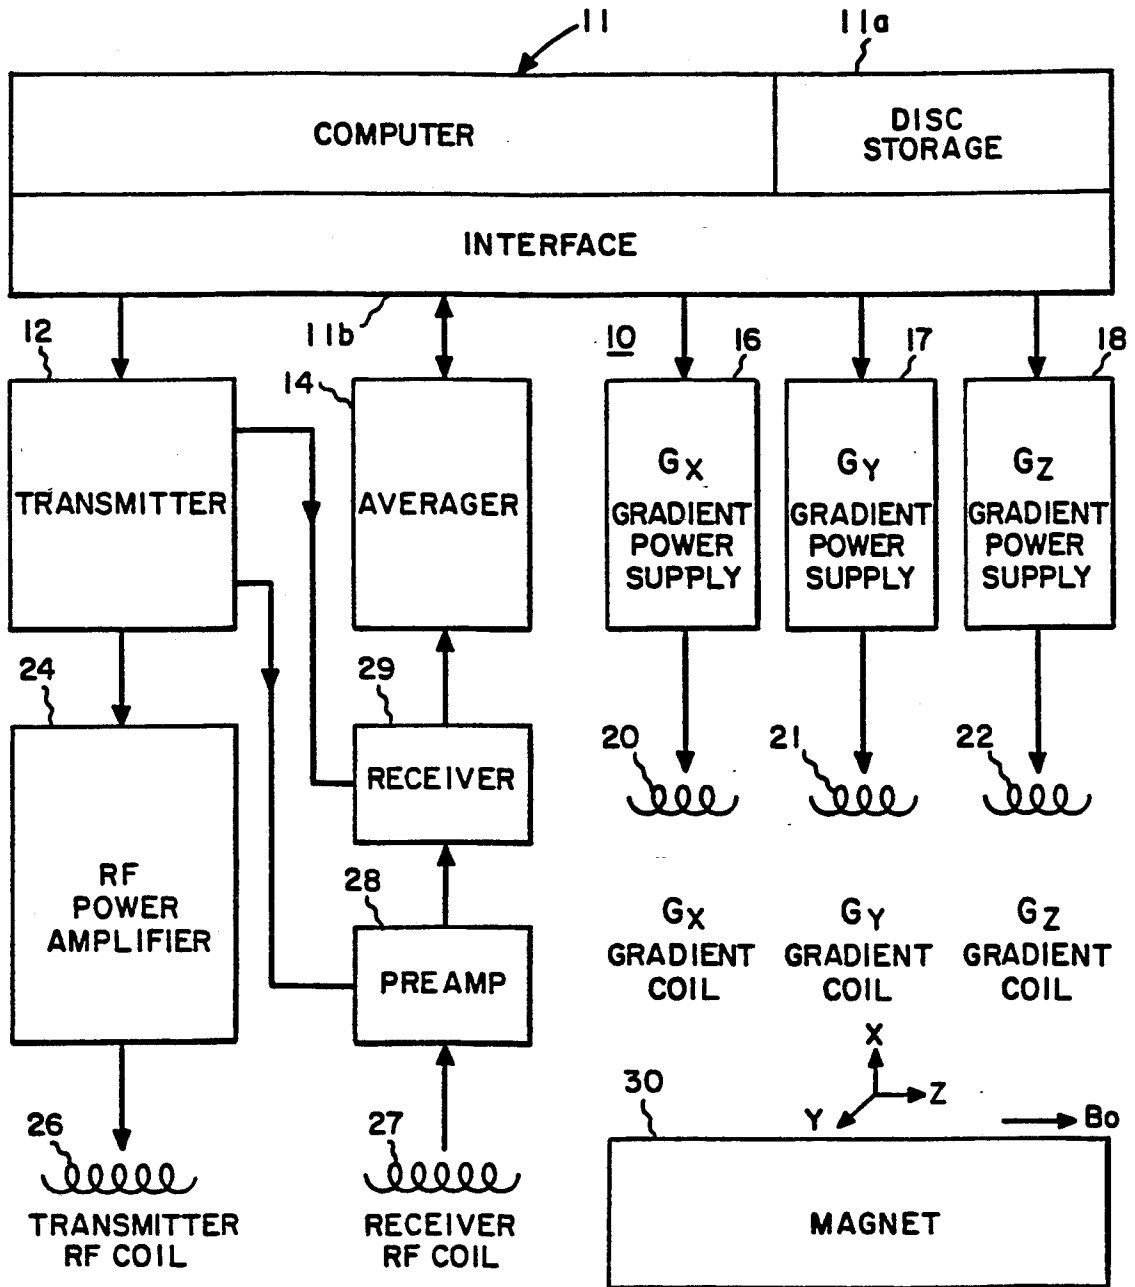 11
11a
COMPUTER
DISC
STORAGE
INTERFACE
12
11b
14
10
16
17
18
TRANSMITTER
AVERAGER
GX
GRADIENT
POWER
SUPPLY
GY
GRADIENT
POWER
SUPPLY
GZ
GRADIENT
POWER
SUPPLY
24
29
20
21
22
RECEIVER
RF
POWER
AMPLIFIER
28
PREAMP
GX
GRADIENT
COIL
GY
GRADIENT
COIL
GZ
GRADIENT
COIL
X
Y
Z
Bo
30
26
27
TRANSMITTER
RF COIL
RECEIVER
RF COIL
MAGNET